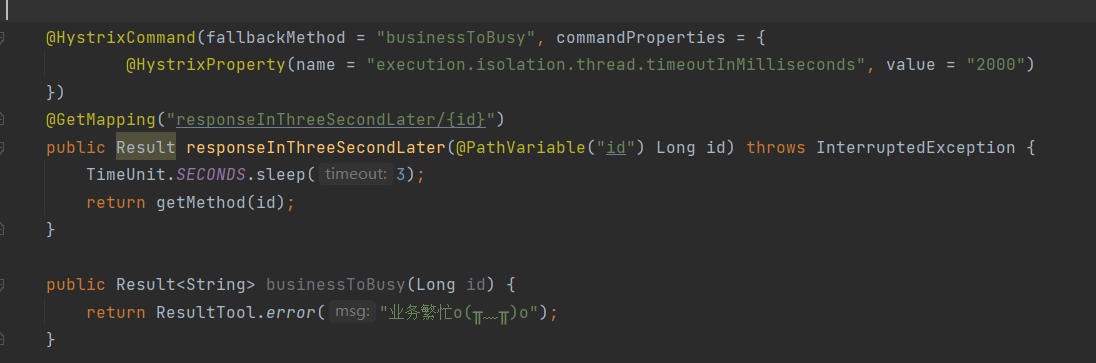 @HystrixCommand(fallbackMethod = "businessToBusy", commandProperties = {
        @HystrixProperty(name = "execution.isolation.thread.timeoutInMilliseconds", value = "2000")
})
@GetMapping("responseInThreeSecondLater/{id}")
public Result responseInThreeSecondLater(@PathVariable("id") Long id) throws InterruptedException {
    TimeUnit.SECONDS.sleep( timeout: 3);
    return getMethod(id);
}
public Result<String> businessToBusy(Long id) {
    return ResultTool.error( msg: "业务繁忙o(╥﹏╥)o");
}